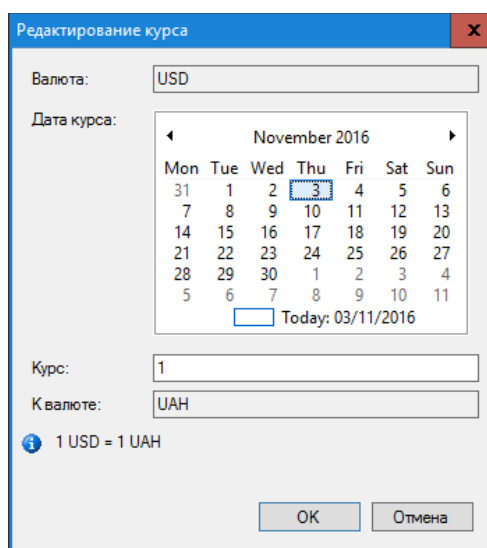 Редактирование курса x
Валюта: USD
Дата курса:
November 2016
Mon Tue Wed Thu Fri Sat Sun
31 1 2 3 4 5 6
7 8 9 10 11 12 13
14 15 16 17 18 19 20
21 22 23 24 25 26 27
28 29 30 1 2 3 4
5 6 7 8 9 10 11
Today: 03/11/2016
Курс: 1
К валюте: UAH
1 USD = 1 UAH
OK Отмена